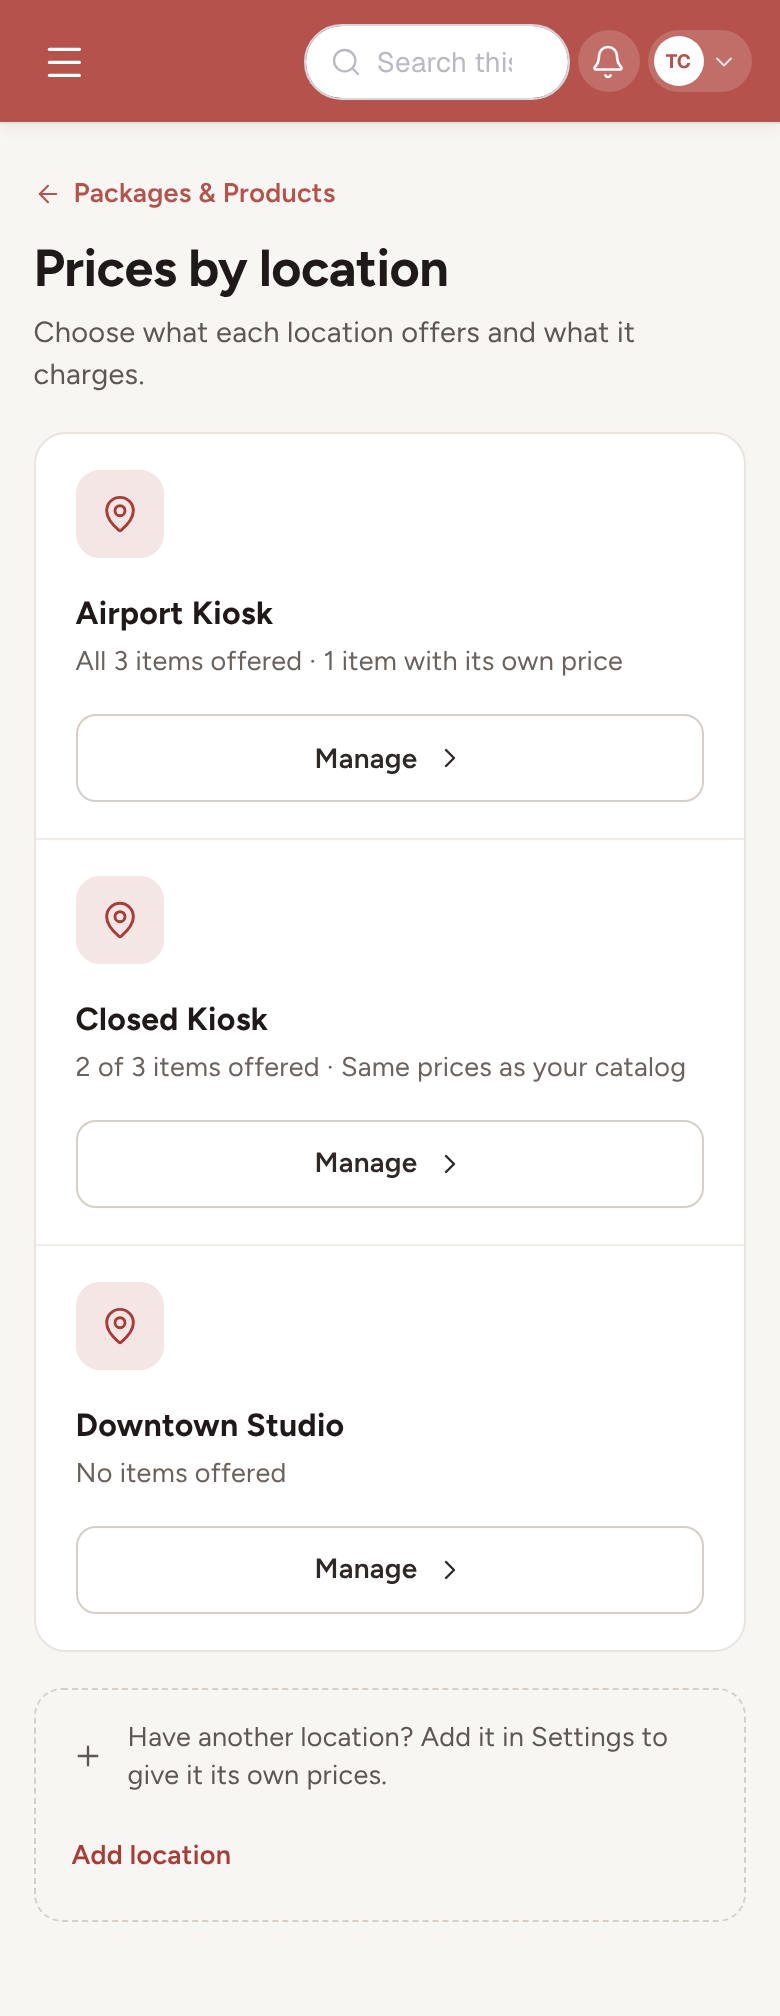 Search this
TC
Packages & Products
Prices by location
Choose what each location offers and what it
charges.
Airport Kiosk
All 3 items offered · 1 item with its own price
Manage
Closed Kiosk
2 of 3 items offered · Same prices as your catalog
Manage
Downtown Studio
No items offered
Manage
Have another location? Add it in Settings to
give it its own prices.
Add location